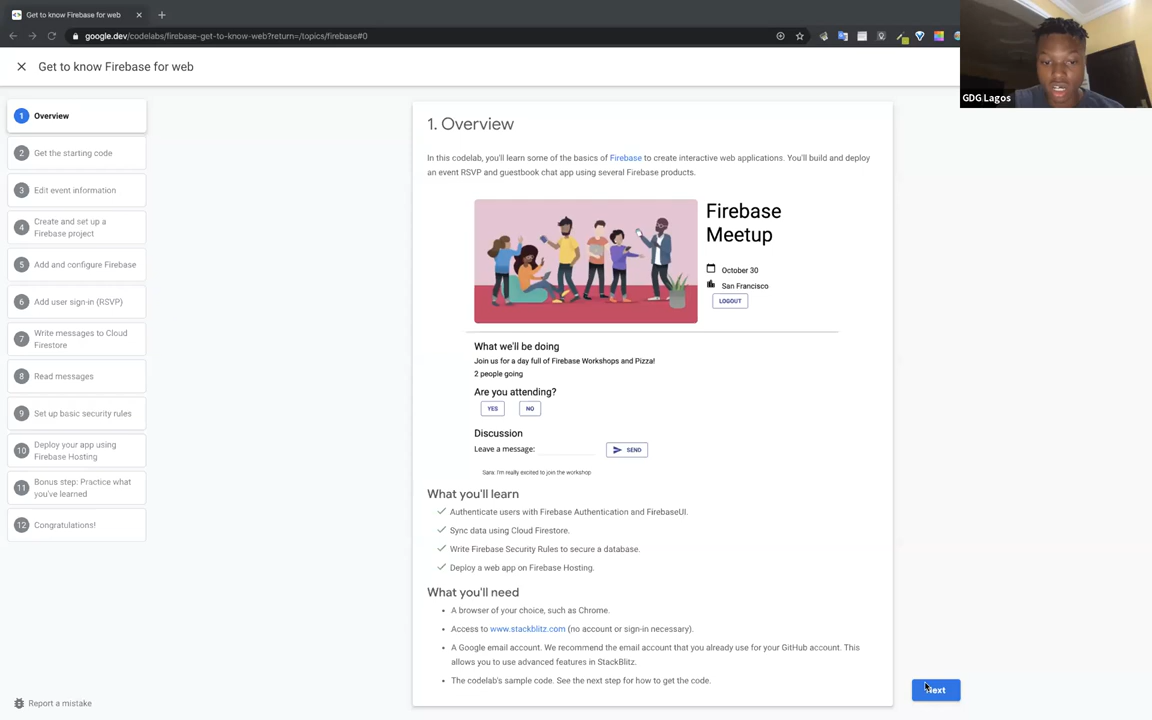 Get to know Firebase for web
google.dev/codelabs/firebase-get-to-know-web?return=/topics/firebase#0
GDG Lagos
Get to know Firebase for web
1 Overview
2 Get the starting code
3 Edit event information
4 Create and set up a
Firebase project
5 Add and configure Firebase
6 Add user sign-in (RSVP)
7 Write messages to Cloud
Firestore
8 Read messages
9 Set up basic security rules
10 Deploy your app using
Firebase Hosting
11 Bonus step: Practice what
you've learned
12 Congratulations!
Report a mistake
1. Overview
In this codelab, you'll learn some of the basics of Firebase to create interactive web applications. You'll build and deploy
an event RSVP and guestbook chat app using several Firebase products.
Firebase
Meetup
October 30
San Francisco
LOGOUT
What we'll be doing
Join us for a day full of Firebase Workshops and Pizza!
2 people going
Are you attending?
YES NO
Discussion
Leave a message: SEND
Sara: I'm really excited to join the workshop
What you'll learn
Authenticate users with Firebase Authentication and FirebaseUI.
Sync data using Cloud Firestore.
Write Firebase Security Rules to secure a database.
Deploy a web app on Firebase Hosting.
What you'll need
• A browser of your choice, such as Chrome.
• Access to www.stackblitz.com (no account or sign-in necessary).
• A Google email account. We recommend the email account that you already use for your GitHub account. This
allows you to use advanced features in StackBlitz.
• The codelab's sample code. See the next step for how to get the code.
Next